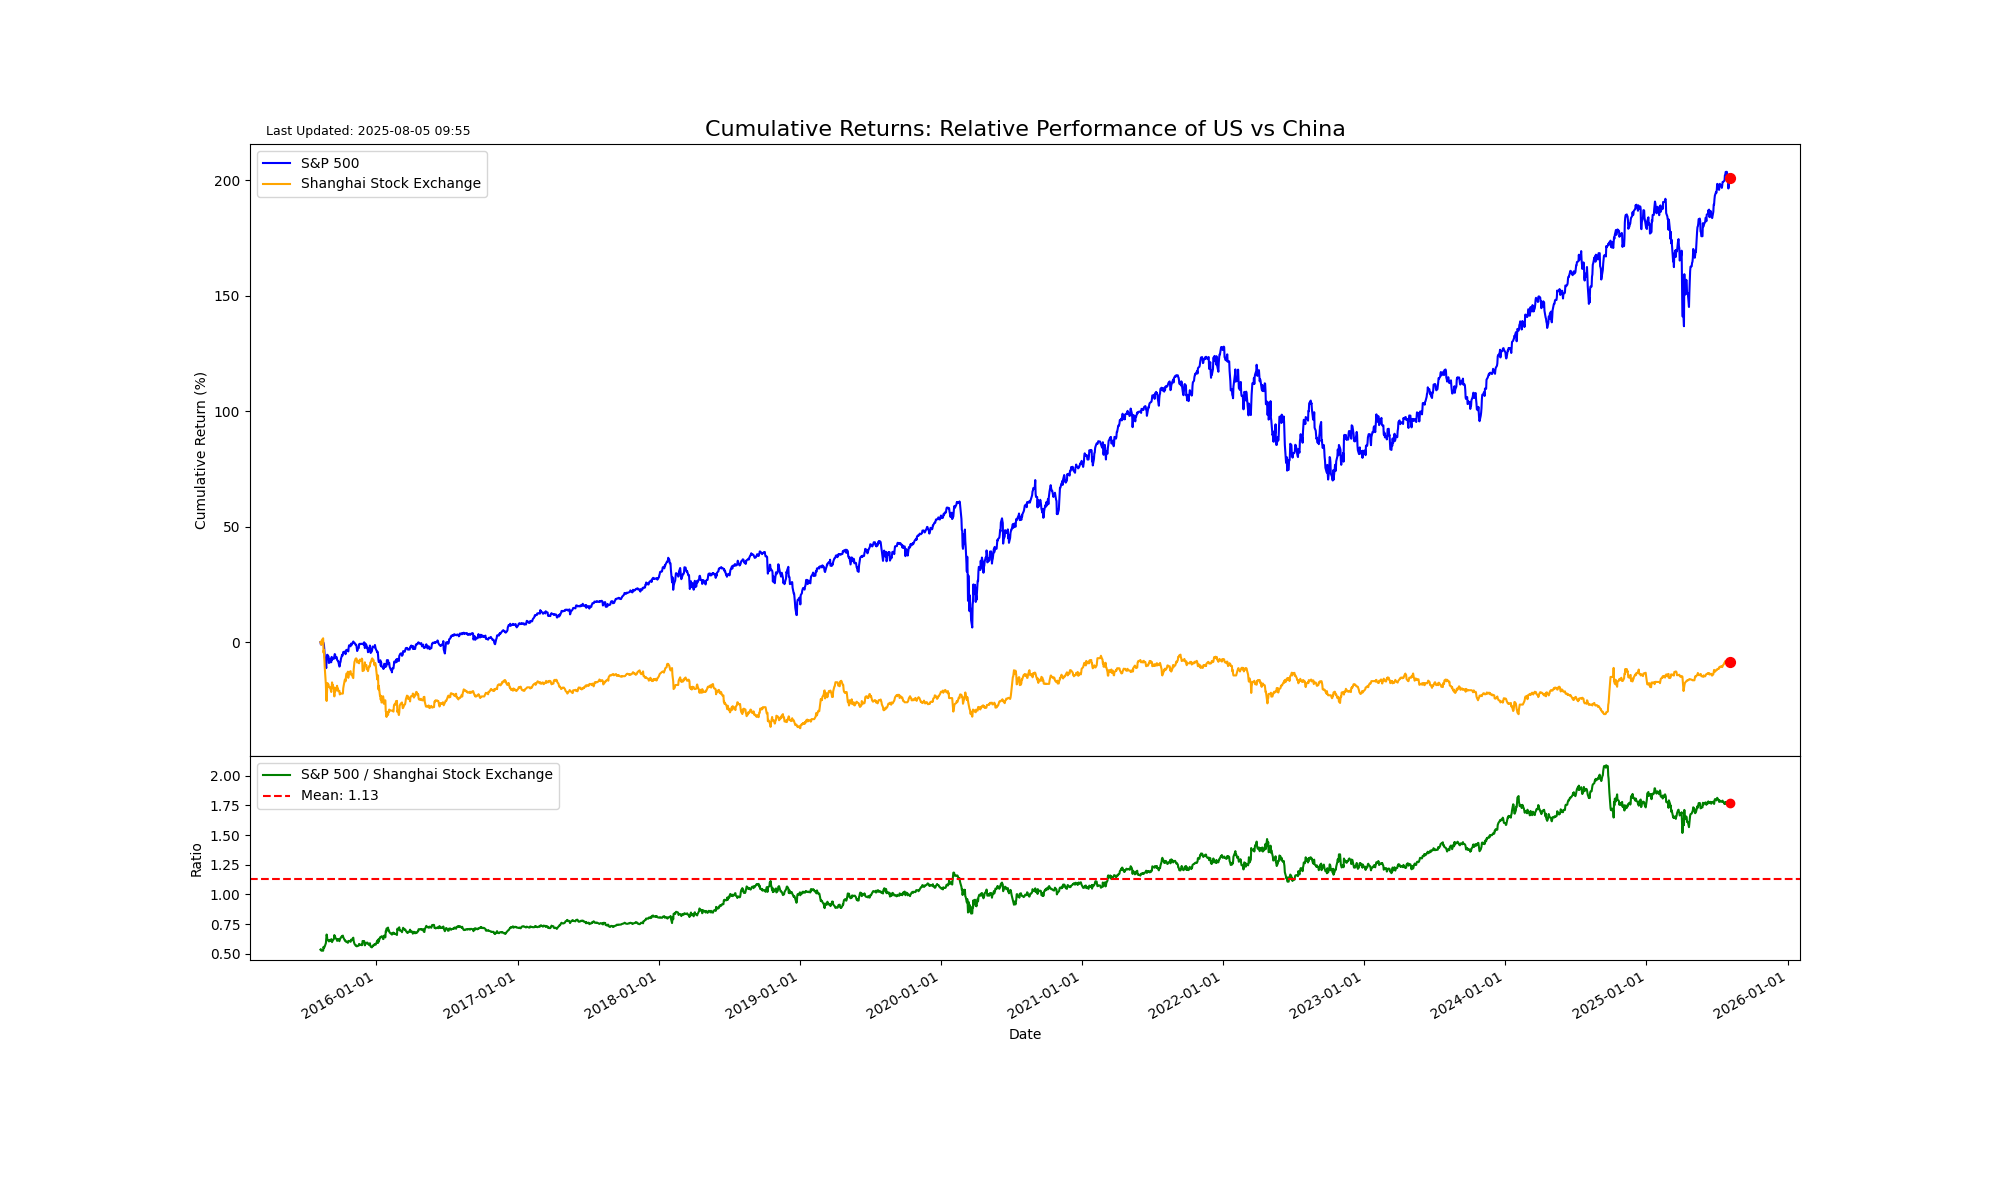 Last Updated: 2025-08-05 09:55
Cumulative Returns: Relative Performance of US vs China
S&P 500
Shanghai Stock Exchange
200
150
100
50
0
Cumulative Return (%)
S&P 500 / Shanghai Stock Exchange
Mean: 1.13
2.00
1.75
1.50
1.25
1.00
0.75
0.50
Ratio
2016-01-01
2017-01-01
2018-01-01
2019-01-01
2020-01-01
2021-01-01
2022-01-01
2023-01-01
2024-01-01
2025-01-01
2026-01-01
Date